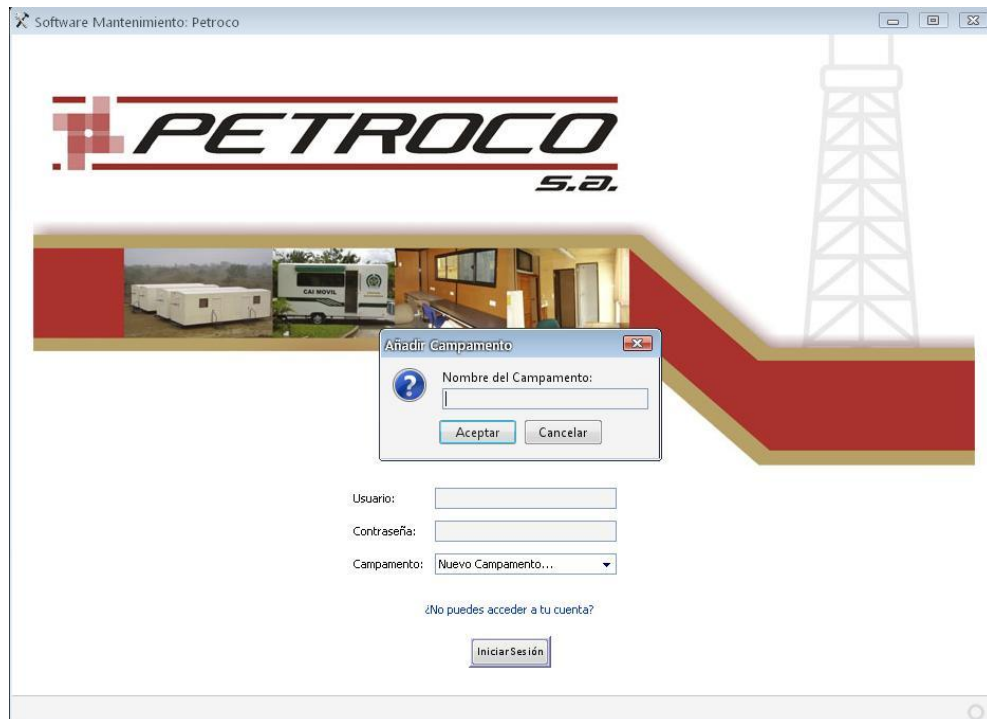 Software Mantenimiento: Petroco
PETROCO
s.a.
CAI MOVIL
Añadir Campamento
Nombre del Campamento:
Aceptar Cancelar
Usuario:
Contraseña:
Campamento: Nuevo Campamento...
¿No puedes acceder a tu cuenta?
IniciarSesión